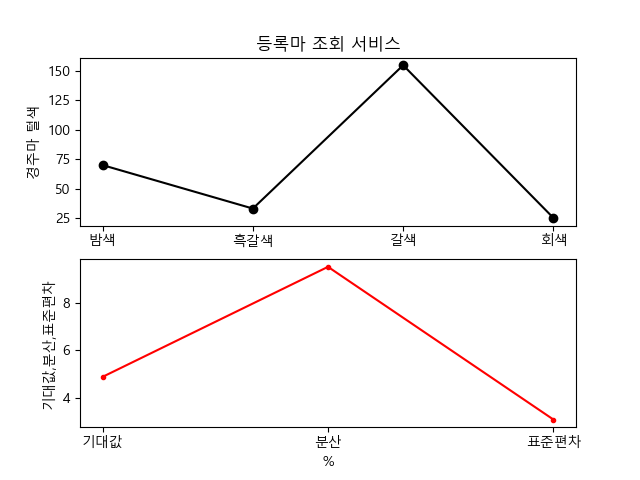 등록마 조회 서비스
경주마 털색
150
125
100
75
50
25
밤색 흑갈색 갈색 회색
기대값,분산,표준편차
8
6
4
기대값 분산 표준편차
%